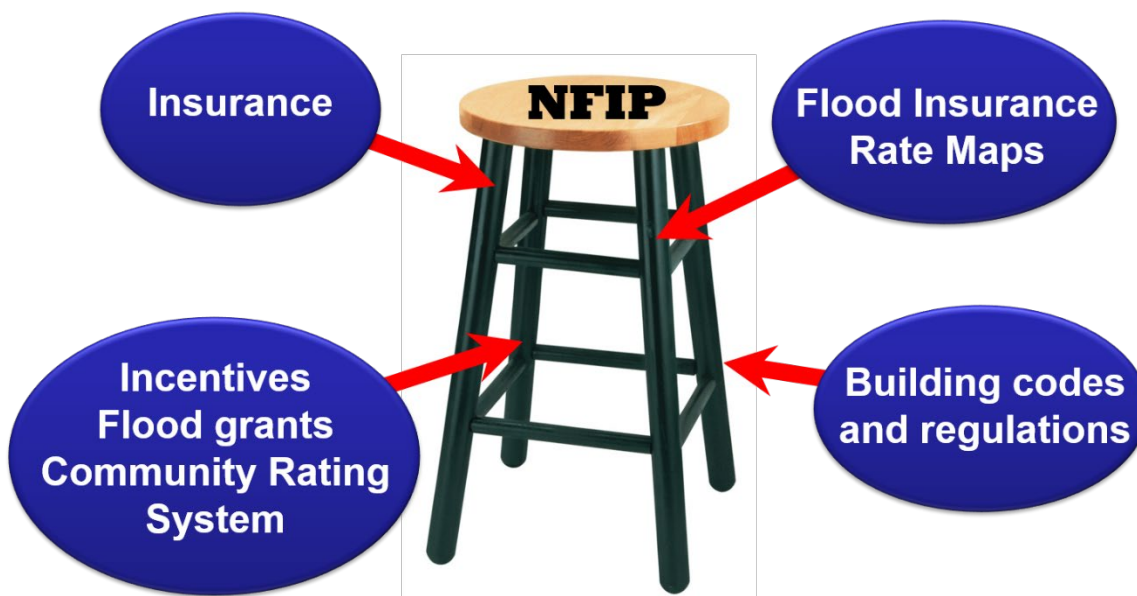 NFIP
Insurance
Flood Insurance
Rate Maps
Incentives
Flood grants
Community Rating
System
Building codes
and regulations